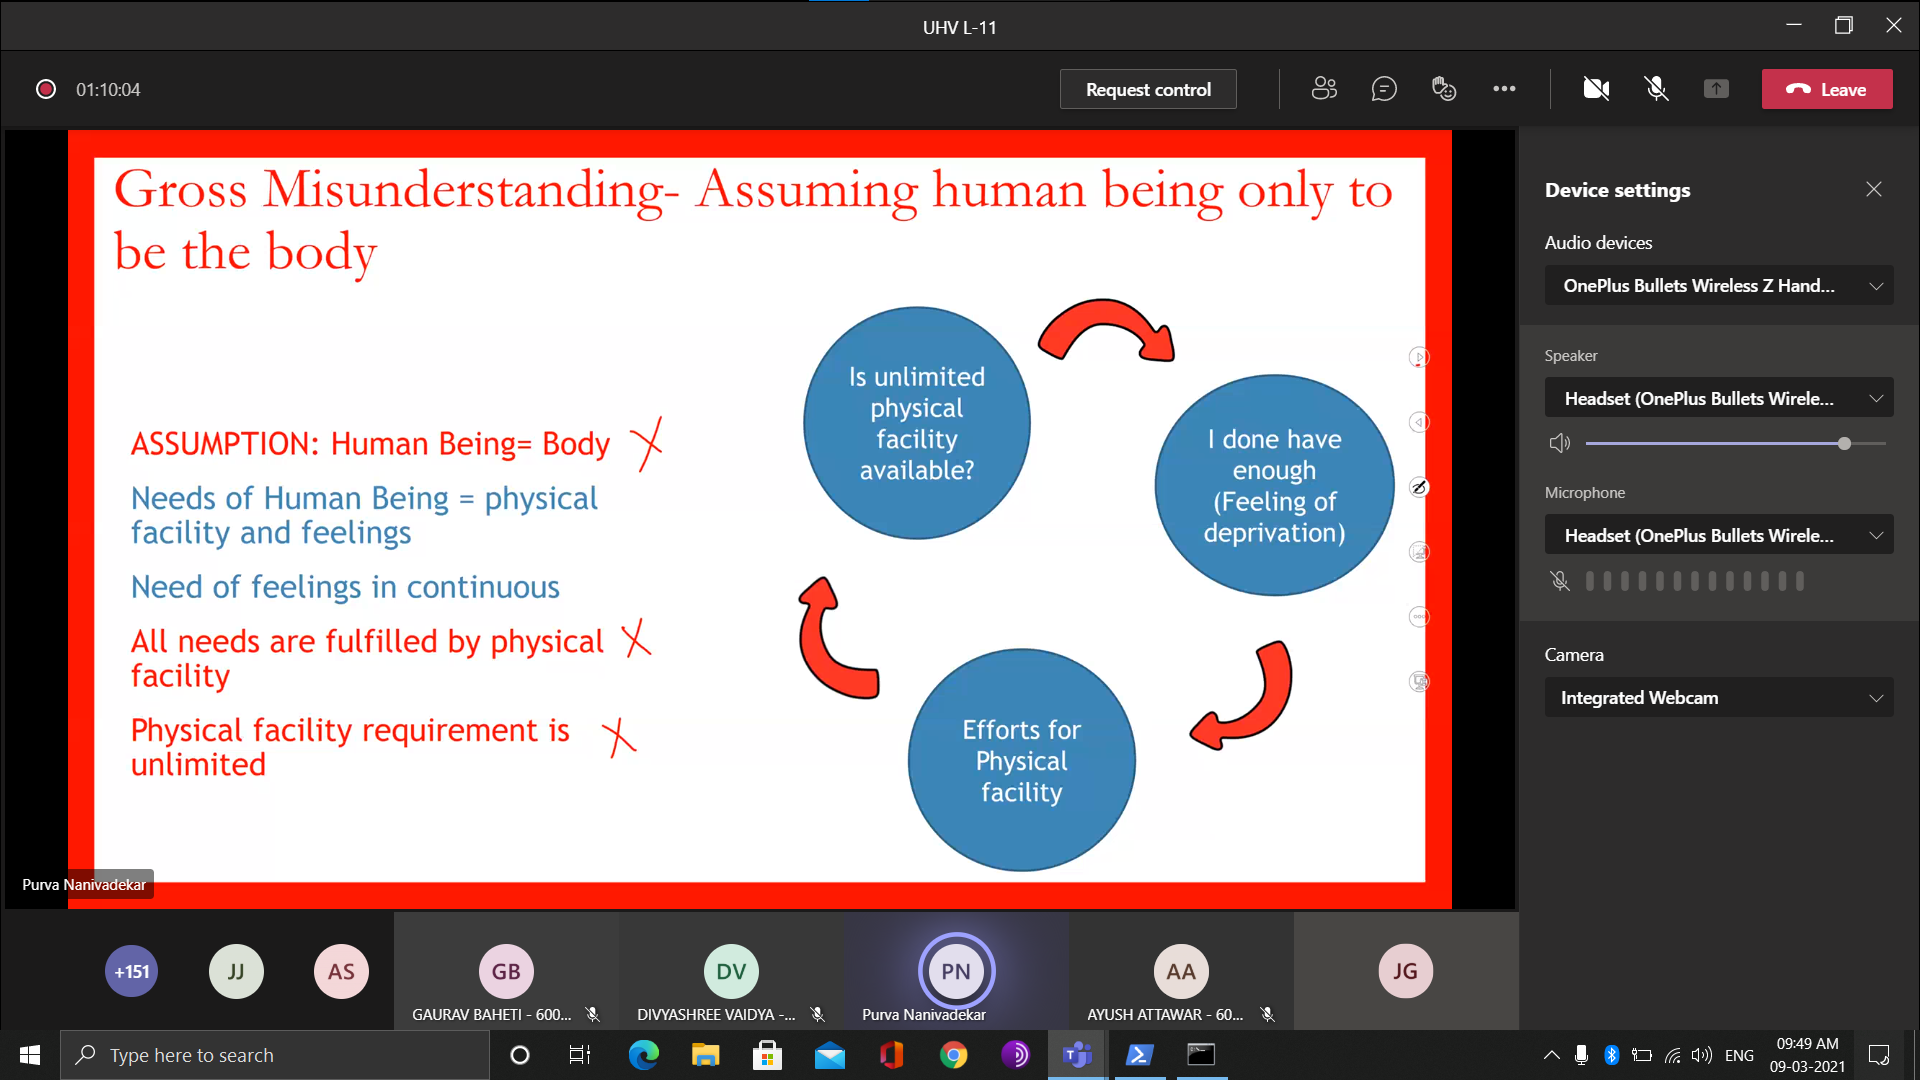 UHV L-11
01:10:04
Request control
Leave
Gross Misunderstanding- Assuming human being only to
be the body
ASSUMPTION: Human Being= Body X
Needs of Human Being = physical
facility and feelings
Need of feelings in continuous
All needs are fulfilled by physical X
facility
Physical facility requirement is X
unlimited
Is unlimited
physical
facility
available?
I done have
enough
(Feeling of
deprivation)
Efforts for
Physical
facility
Purva Nanivadekar
Device settings
Audio devices
OnePlus Bullets Wireless Z Hand...
Speaker
Headset (OnePlus Bullets Wirele...
Microphone
Headset (OnePlus Bullets Wirele...
Camera
Integrated Webcam
+151
JJ
AS
GB
GAURAV BAHETI - 600...
DV
DIVYASHREE VAIDYA -...
PN
Purva Nanivadekar
AA
AYUSH ATTAWAR - 60...
JG
Type here to search
ENG
09:49 AM
09-03-2021